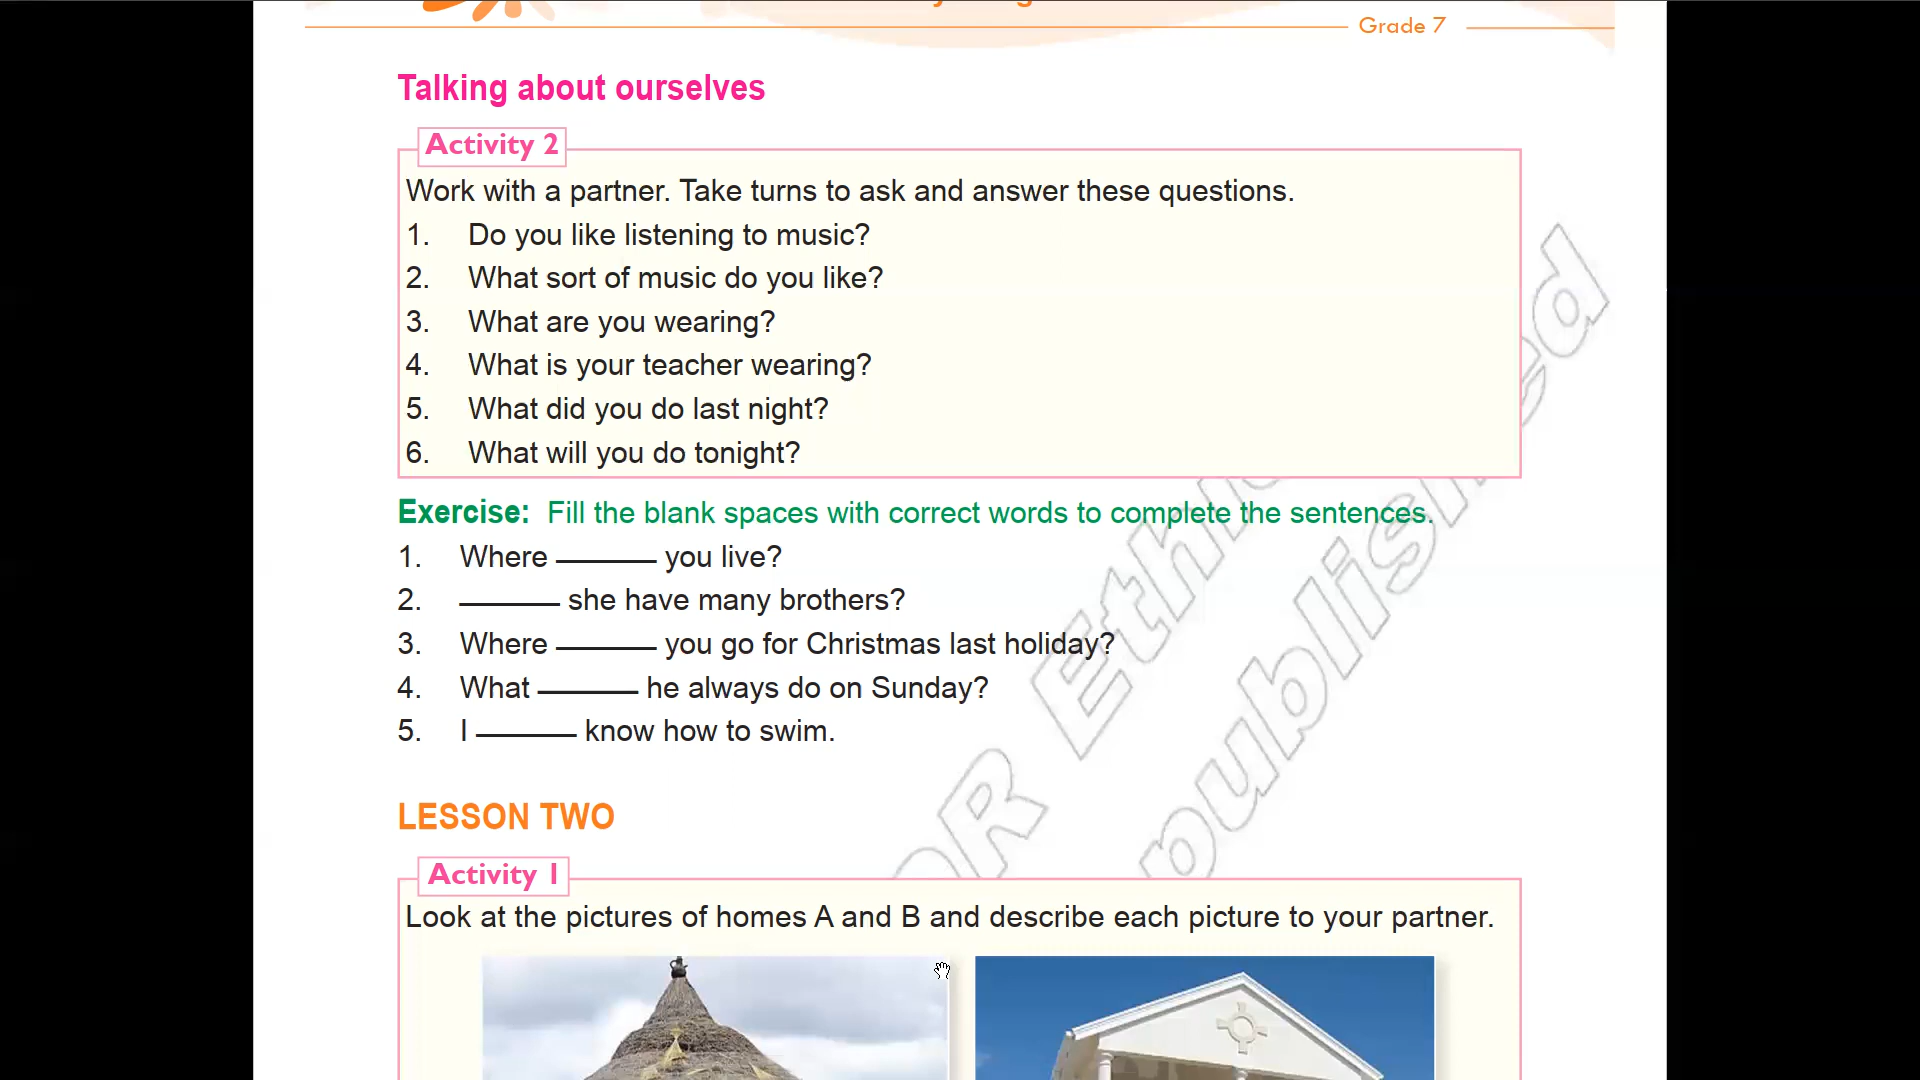 Grade 7
Talking about ourselves
Activity 2
Work with a partner. Take turns to ask and answer these questions.
1. Do you like listening to music?
2. What sort of music do you like?
3. What are you wearing?
4. What is your teacher wearing?
5. What did you do last night?
6. What will you do tonight?
Exercise: Fill the blank spaces with correct words to complete the sentences.
1. Where ______ you live?
2. ______ she have many brothers?
3. Where ______ you go for Christmas last holiday?
4. What ______ he always do on Sunday?
5. I ______ know how to swim.
LESSON TWO
Activity 1
Look at the pictures of homes A and B and describe each picture to your partner.